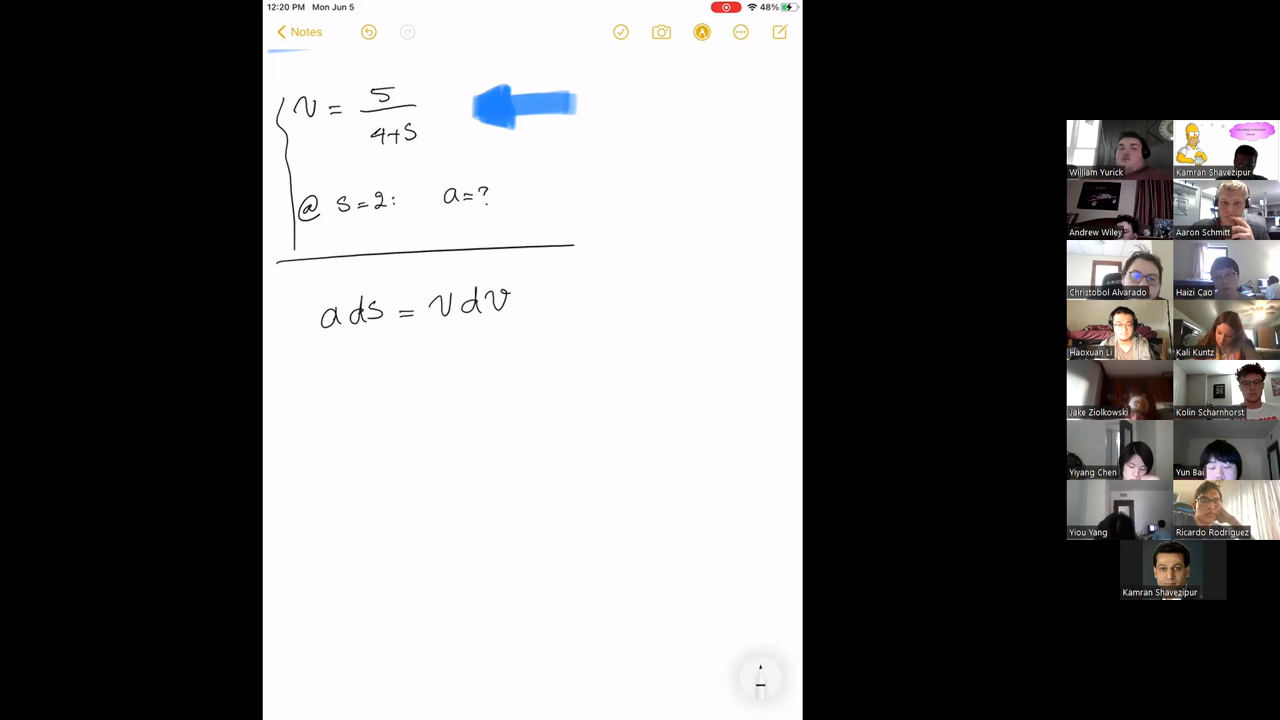 12:20 PM Mon Jun 5
48%
Notes
v = 5/(4+S)
@ s = 2: a = ?
a ds = v dv
William Yurick
Kamran Shavezipur
Andrew Wiley
Aaron Schmitt
Christobol Alvarado
Haizi Cao
Haoxuan Li
Kali Kuntz
Jake Ziolkowski
Kolin Scharnhorst
Yiyang Chen
Yun Bai
Yiou Yang
Ricardo Rodriguez
Kamran Shavezipur